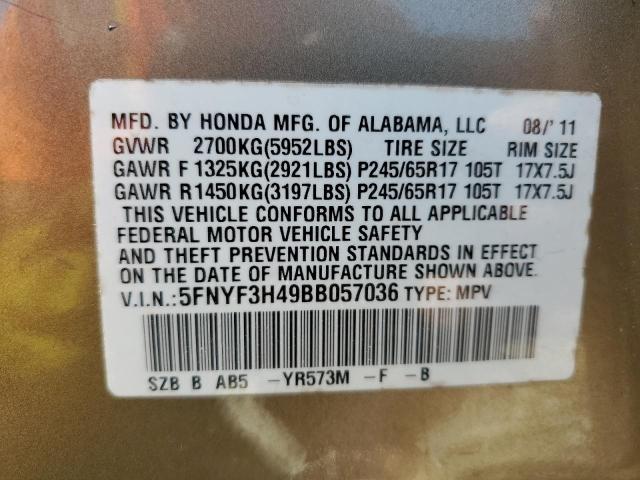 MFD. BY HONDA MFG. OF ALABAMA, LLC 08/'11
GVWR 2700KG(5952LBS) TIRE SIZE RIM SIZE
GAWR F 1325KG(2921LBS) P245/65R17 105T 17X7.5J
GAWR R 1450KG(3197LBS) P245/65R17 105T 17X7.5J
THIS VEHICLE CONFORMS TO ALL APPLICABLE
FEDERAL MOTOR VEHICLE SAFETY
AND THEFT PREVENTION STANDARDS IN EFFECT
ON THE DATE OF MANUFACTURE SHOWN ABOVE.
V.I.N.:5FNYF3H49BB057036 TYPE: MPV
SZB B AB5 -YR573M -F -B